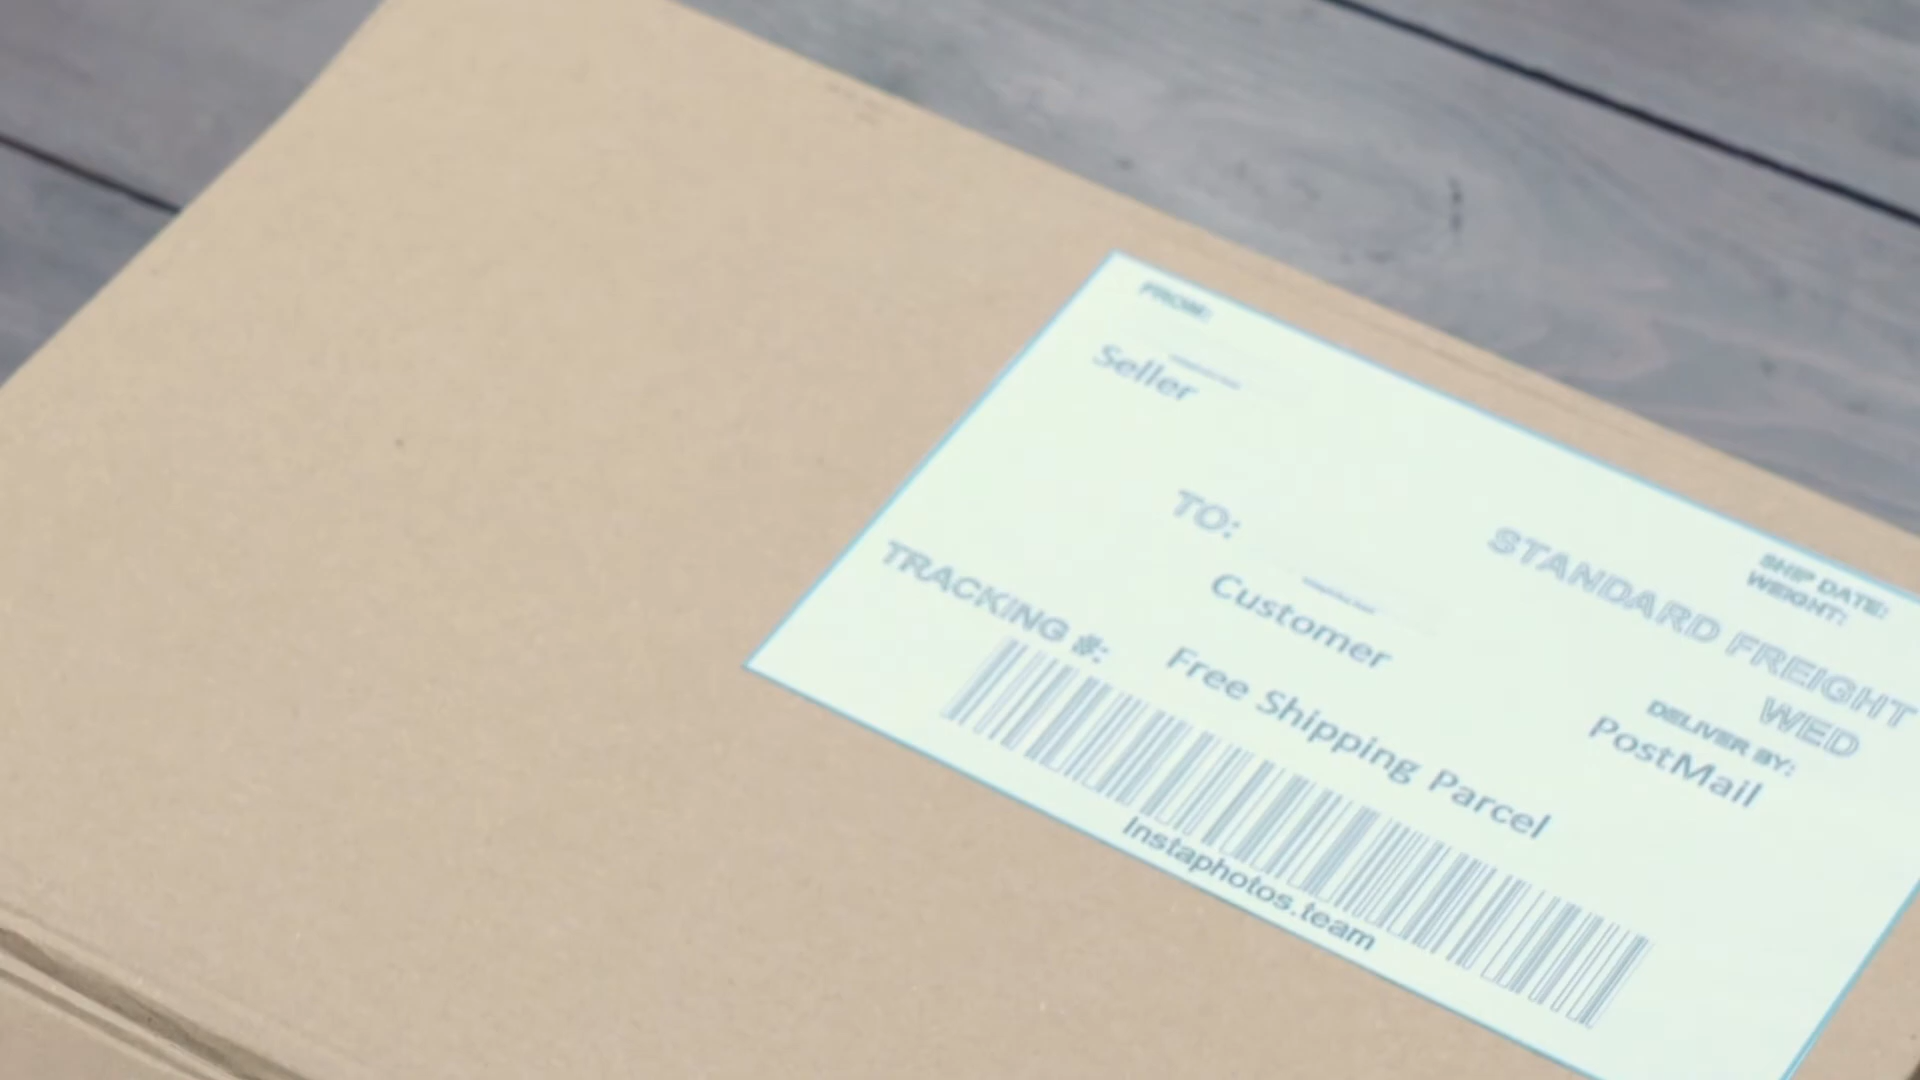 FROM:
Seller
TO:
Customer
STANDARD FREIGHT
SHIP DATE:
WEIGHT:
WED
DELIVER BY:
PostMail
TRACKING #:
Free Shipping Parcel
Instaphotos.team